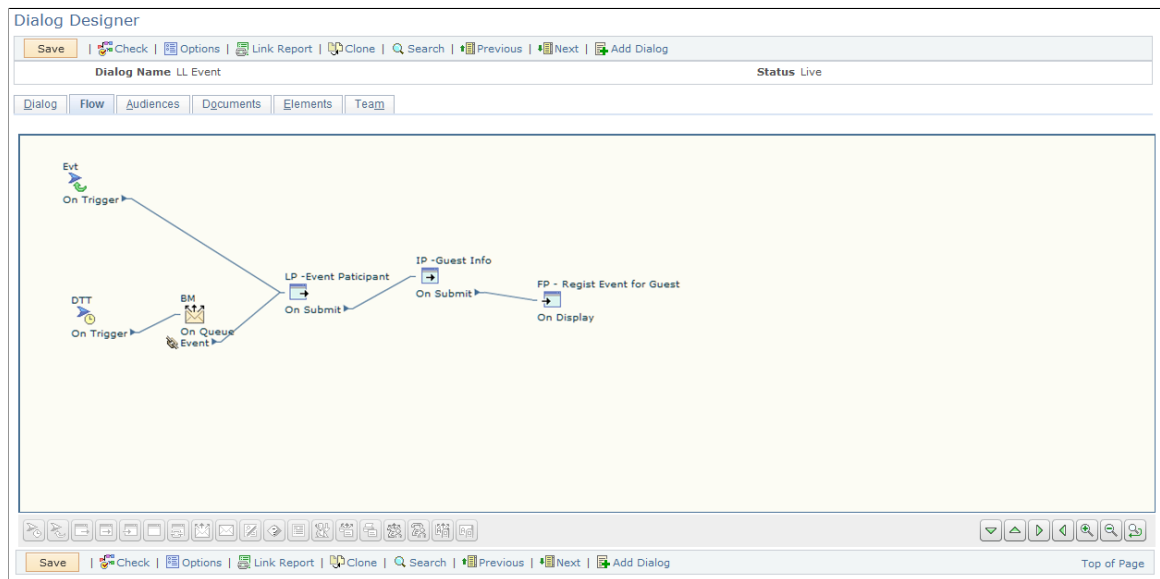 Dialog Designer
Save | Check | Options | Link Report | Clone | Search | Previous | Next | Add Dialog
Dialog Name LL Event Status Live
Dialog Flow Audiences Documents Elements Team
Evt
On Trigger
IP -Guest Info
LP -Event Paticipant
FP - Regist Event for Guest
On Submit
DTT
BM
On Submit
On Display
On Trigger
On Queue
Event
Save | Check | Options | Link Report | Clone | Search | Previous | Next | Add Dialog Top of Page